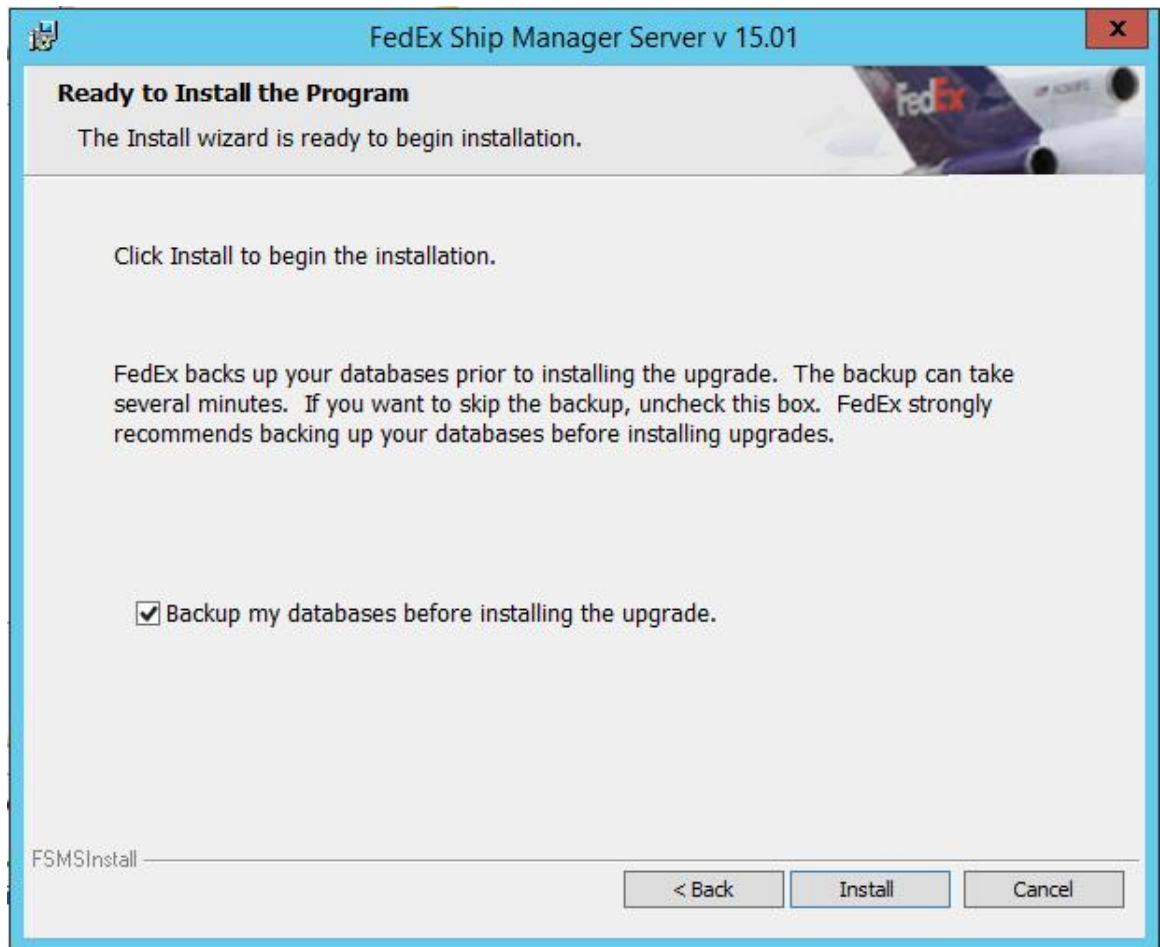 FedEx Ship Manager Server v 15.01
x
Ready to Install the Program
The Install wizard is ready to begin installation.
FedEx
Click Install to begin the installation.
FedEx backs up your databases prior to installing the upgrade.  The backup can take
several minutes.  If you want to skip the backup, uncheck this box.  FedEx strongly
recommends backing up your databases before installing upgrades.
Backup my databases before installing the upgrade.
FSMSInstall
< Back
Install
Cancel